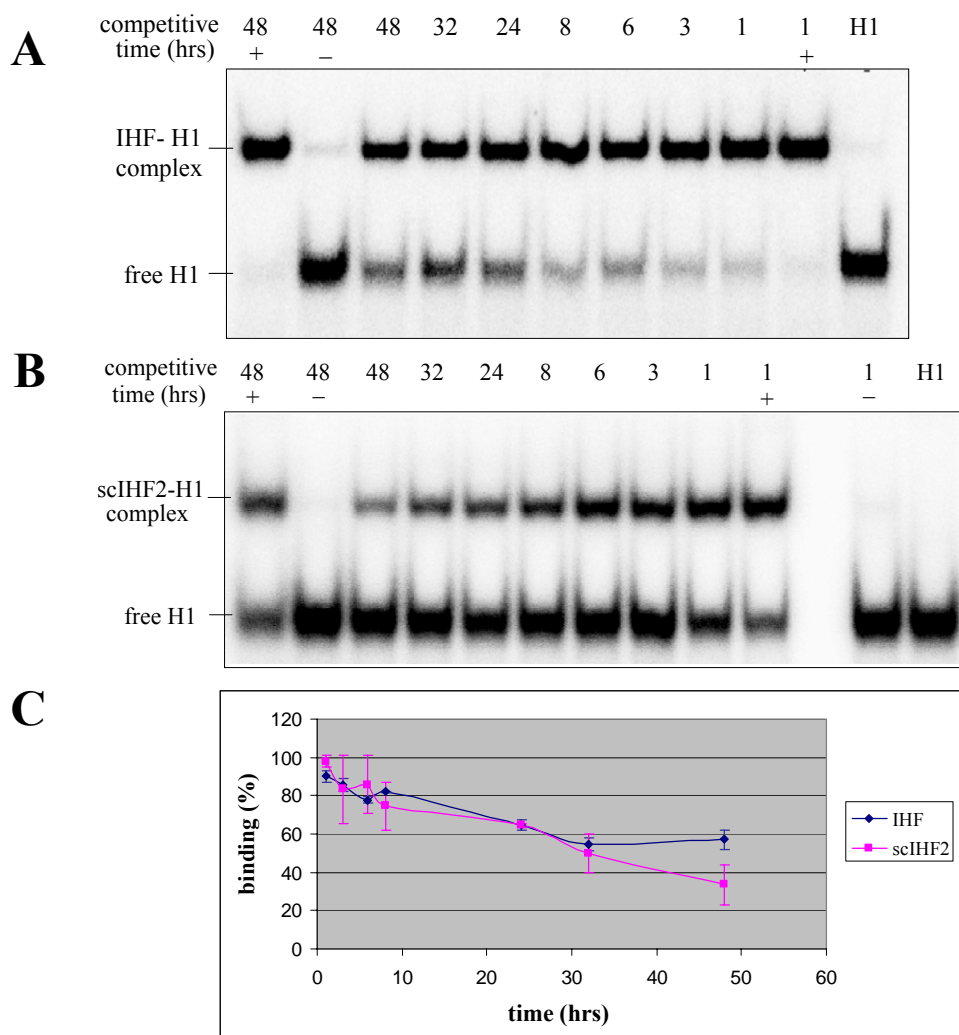 A
competitive 48 48 48 32 24 8 6 3 1 1 H1
time (hrs) + – +
IHF- H1
complex
free H1
B
competitive 48 48 48 32 24 8 6 3 1 1 1 H1
time (hrs) + – + –
scIHF2-H1
complex
free H1
C
120
100
80
60
40
20
0
binding (%)
0 10 20 30 40 50 60
time (hrs)
IHF
scIHF2